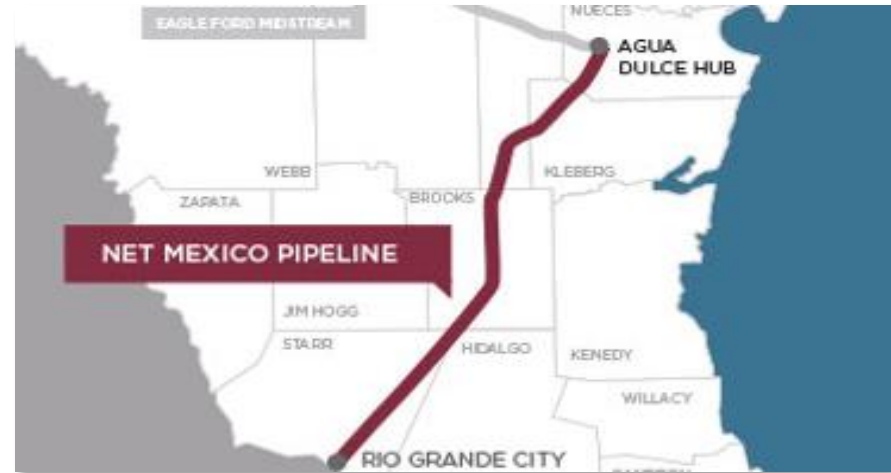 NUECES
EAGLE FORD MIDSTREAM
AGUA
DULCE HUB
WEBB
KLEBERG
ZAPATA
BROOKS
NET MEXICO PIPELINE
JIM HOGG
STARR
HIDALGO
KENEDY
WILLACY
RIO GRANDE CITY